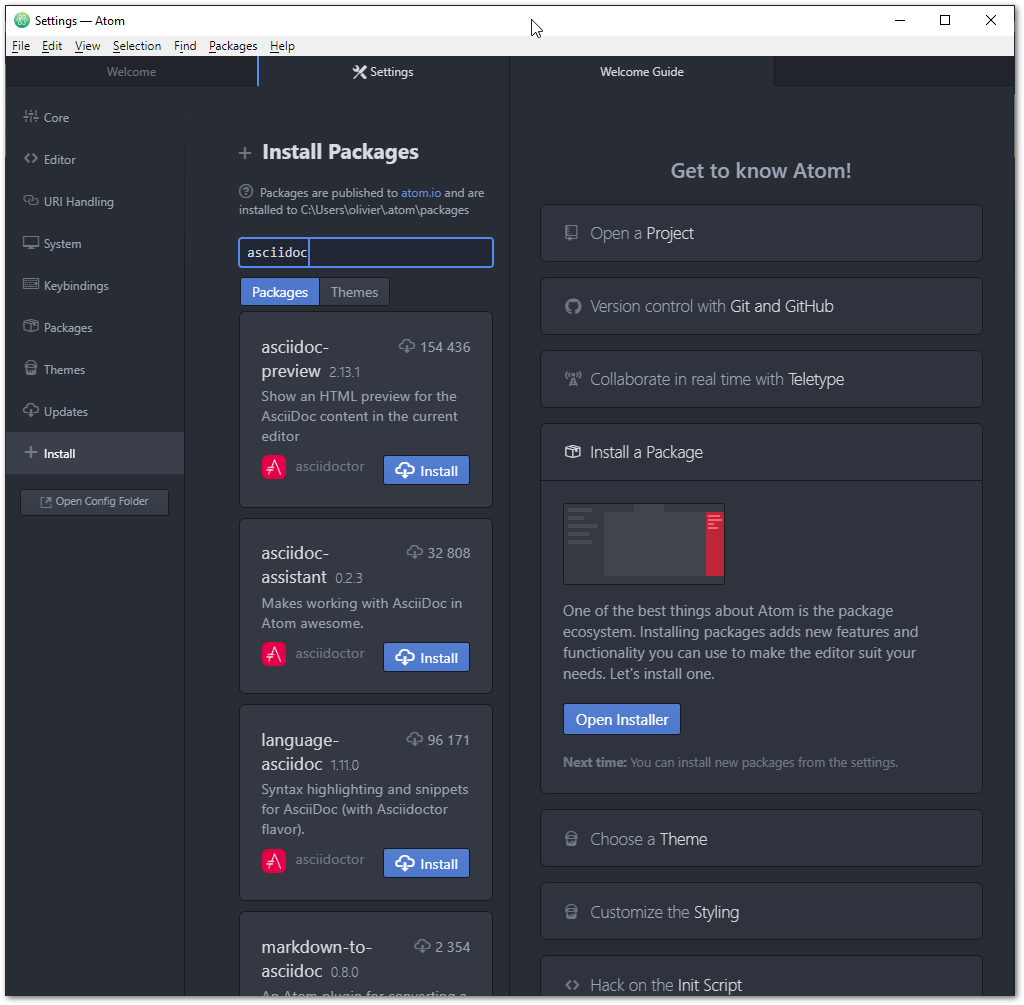 Settings — Atom
File Edit View Selection Find Packages Help
Welcome
Settings
Welcome Guide
Core
Editor
URI Handling
System
Keybindings
Packages
Themes
Updates
Install
Open Config Folder
Install Packages
Packages are published to atom.io and are
installed to C:\Users\olivier\.atom\packages
asciidoc
Packages Themes
asciidoc-
preview 2.13.1
154 436
Show an HTML preview for the
AsciiDoc content in the current
editor
asciidoctor
Install
asciidoc-
assistant 0.2.3
32 808
Makes working with AsciiDoc in
Atom awesome.
asciidoctor
Install
language-
asciidoc 1.11.0
96 171
Syntax highlighting and snippets
for AsciiDoc (with Asciidoctor
flavor).
asciidoctor
Install
markdown-to-
asciidoc 0.8.0
2 354
An Atom plugin for converting a
Get to know Atom!
Open a Project
Version control with Git and GitHub
Collaborate in real time with Teletype
Install a Package
One of the best things about Atom is the package
ecosystem. Installing packages adds new features and
functionality you can use to make the editor suit your
needs. Let's install one.
Open Installer
Next time: You can install new packages from the settings.
Choose a Theme
Customize the Styling
Hack on the Init Script